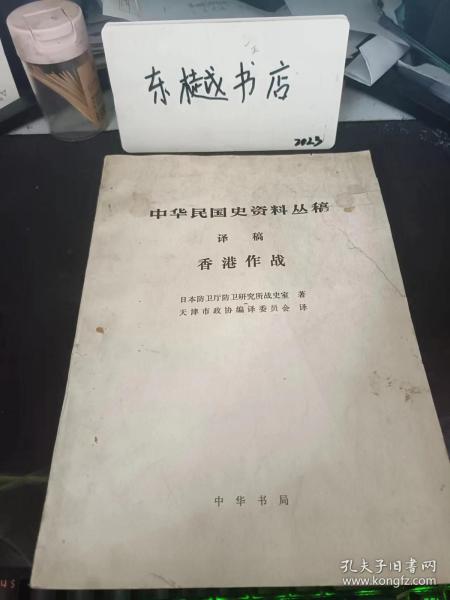 东樾书店
2023
中华民国史资料丛稿
译稿
香港作战
日本防卫厅防卫研究所战史室 著
天津市政协编译委员会 译
中华书局
孔夫子旧书网
www.kongfz.com